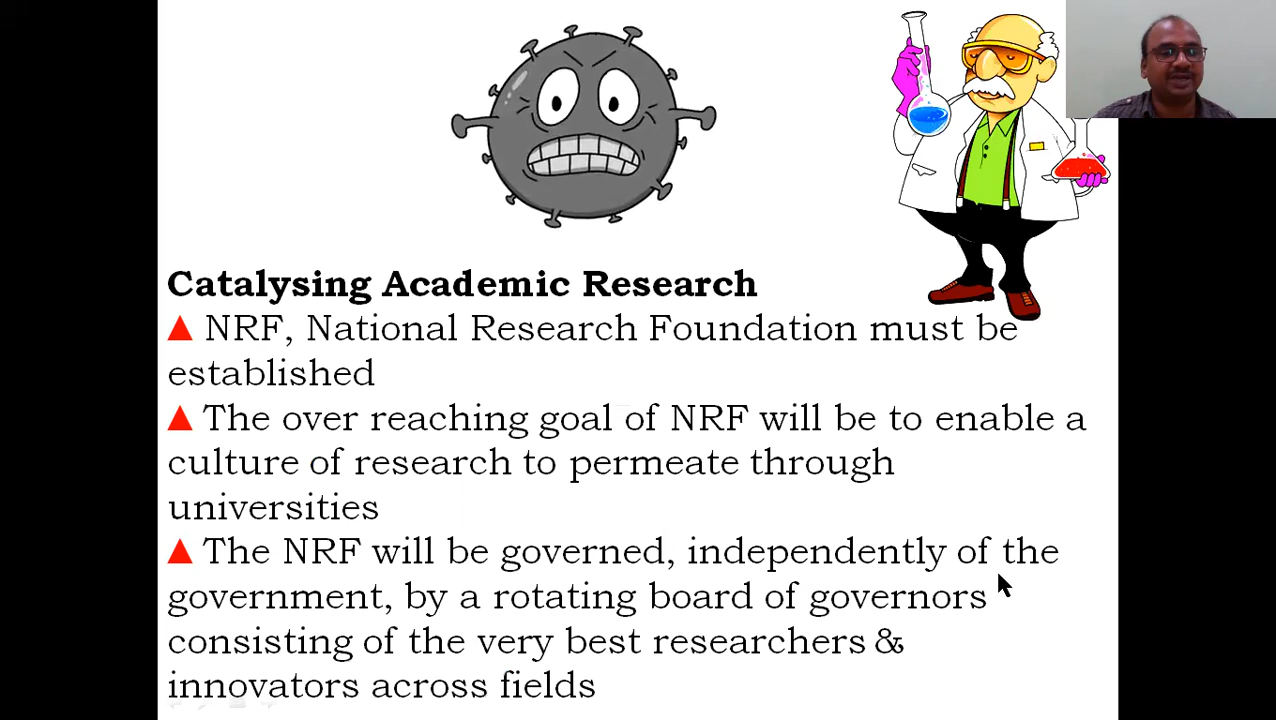 Catalysing Academic Research
▲ NRF, National Research Foundation must be
established
▲ The over reaching goal of NRF will be to enable a
culture of research to permeate through
universities
▲ The NRF will be governed, independently of the
government, by a rotating board of governors
consisting of the very best researchers &
innovators across fields